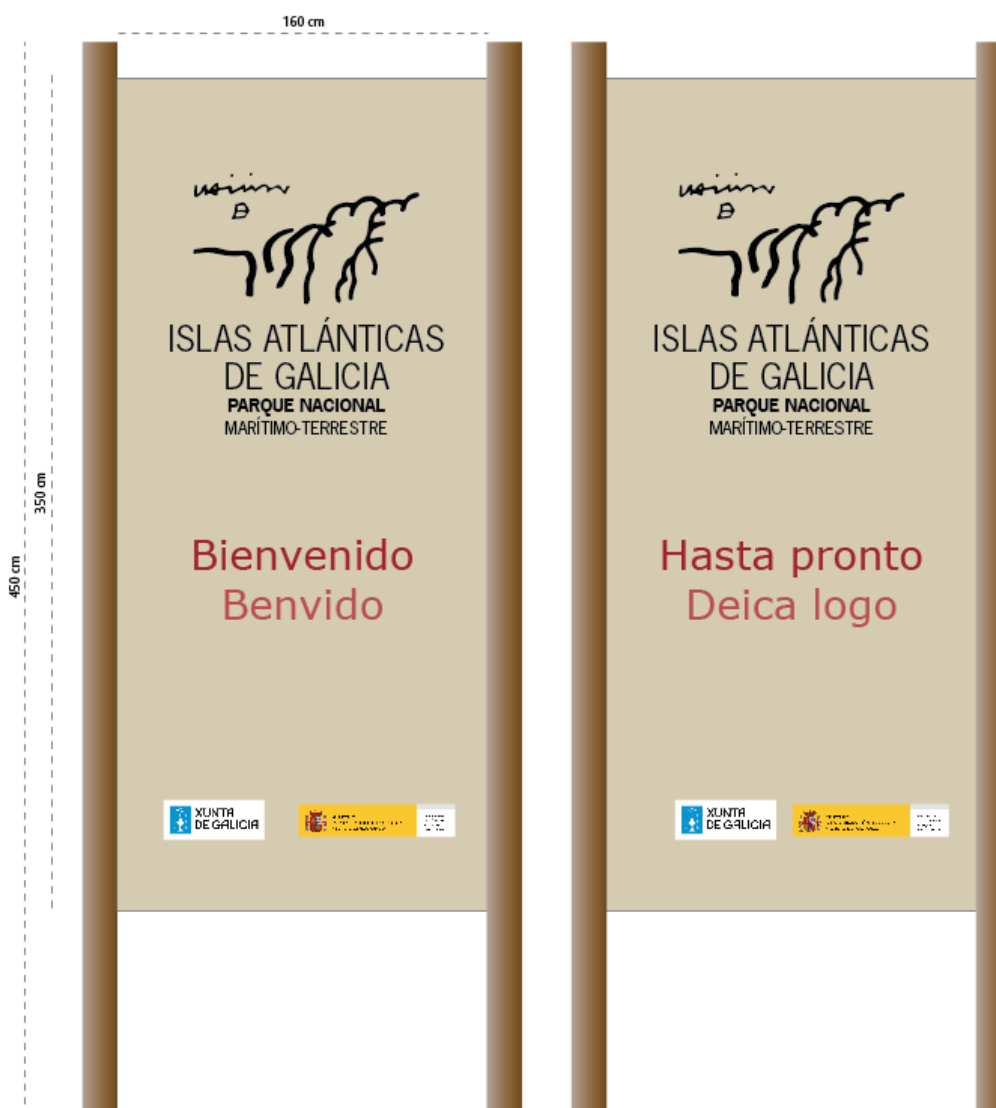 160 cm
350 cm
450 cm
ISLAS ATLÁNTICAS
DE GALICIA
PARQUE NACIONAL
MARÍTIMO-TERRESTRE
Bienvenido
Benvido
XUNTA
DE GALICIA
ISLAS ATLÁNTICAS
DE GALICIA
PARQUE NACIONAL
MARÍTIMO-TERRESTRE
Hasta pronto
Deica logo
XUNTA
DE GALICIA